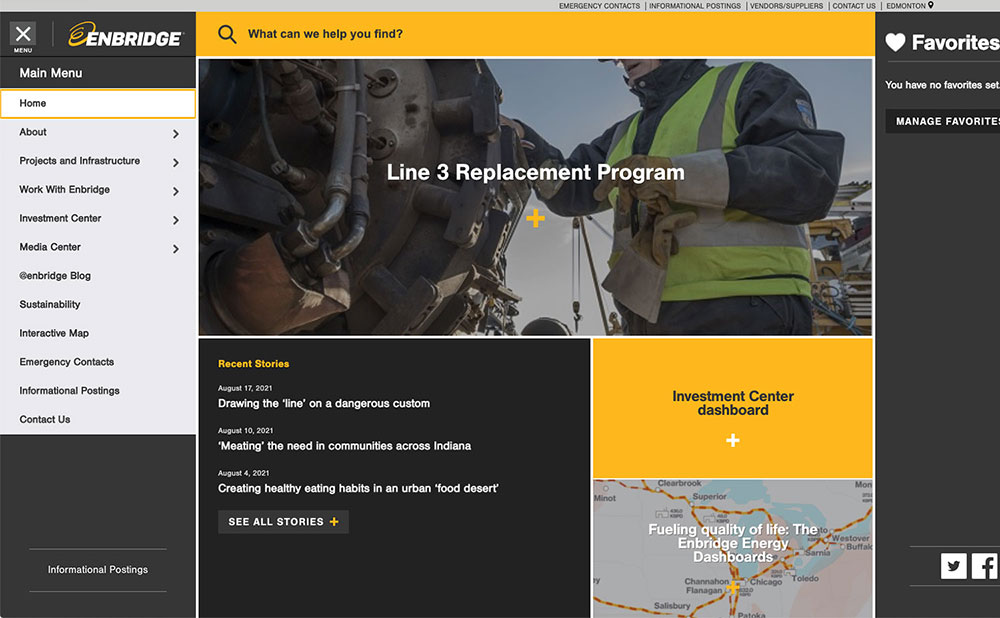 EMERGENCY CONTACTS | INFORMATIONAL POSTINGS | VENDORS/SUPPLIERS | CONTACT US | EDMONTON
MENU
ENBRIDGE
What can we help you find?
Favorites
Main Menu
You have no favorites set.
MANAGE FAVORITES
Home
About
Projects and Infrastructure
Work With Enbridge
Investment Center
Media Center
@enbridge Blog
Sustainability
Interactive Map
Emergency Contacts
Informational Postings
Contact Us
Informational Postings
Line 3 Replacement Program
Recent Stories
August 17, 2021
Drawing the ‘line’ on a dangerous custom
August 10, 2021
‘Meating’ the need in communities across Indiana
August 4, 2021
Creating healthy eating habits in an urban ‘food desert’
SEE ALL STORIES
Investment Center
dashboard
Clearbrook
Minot
Superior
Fueling quality of life: The
Enbridge Energy
Dashboards
Westover
Buffalo
Sarnia
Toledo
Channahon
Flanagan
Chicago
Salisbury
Patoka